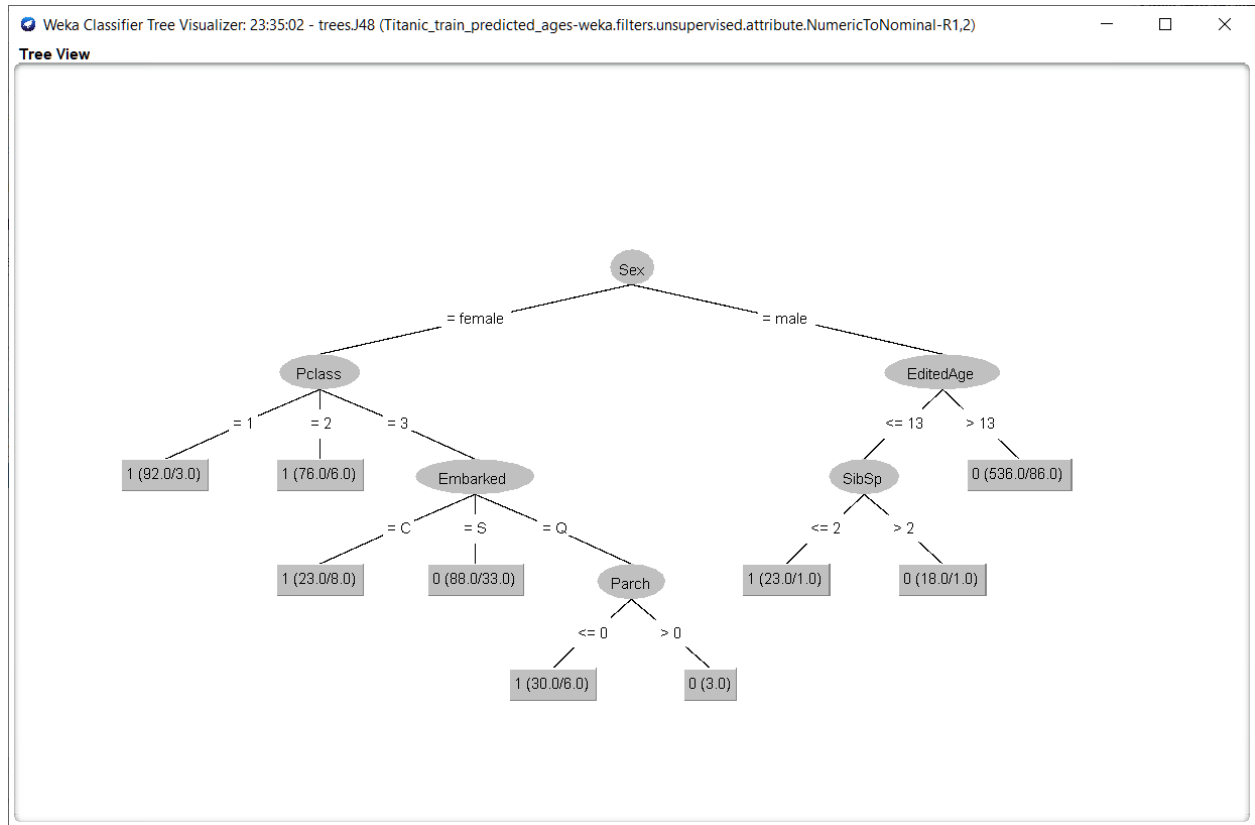 Weka Classifier Tree Visualizer: 23:35:02 - trees.J48 (Titanic_train_predicted_ages-weka.filters.unsupervised.attribute.NumericToNominal-R1,2)
Tree View
Sex
= female
= male
Pclass
EditedAge
= 1
= 2
= 3
<= 13
> 13
1 (92.0/3.0)
1 (76.0/6.0)
Embarked
SibSp
0 (536.0/86.0)
= C
= S
= Q
<= 2
> 2
1 (23.0/8.0)
0 (88.0/33.0)
Parch
1 (23.0/1.0)
0 (18.0/1.0)
<= 0
> 0
1 (30.0/6.0)
0 (3.0)